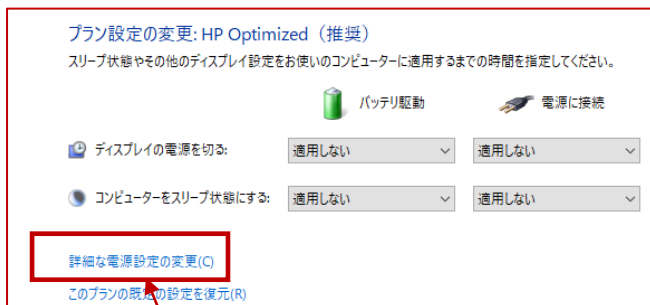 プラン設定の変更: HP Optimized（推奨）
スリープ状態やその他のディスプレイ設定をお使いのコンピューターに適用するまでの時間を指定してください。
バッテリ駆動 電源に接続
ディスプレイの電源を切る: 適用しない 適用しない
コンピューターをスリープ状態にする: 適用しない 適用しない
詳細な電源設定の変更(C)
このプランの既定の設定を復元(R)